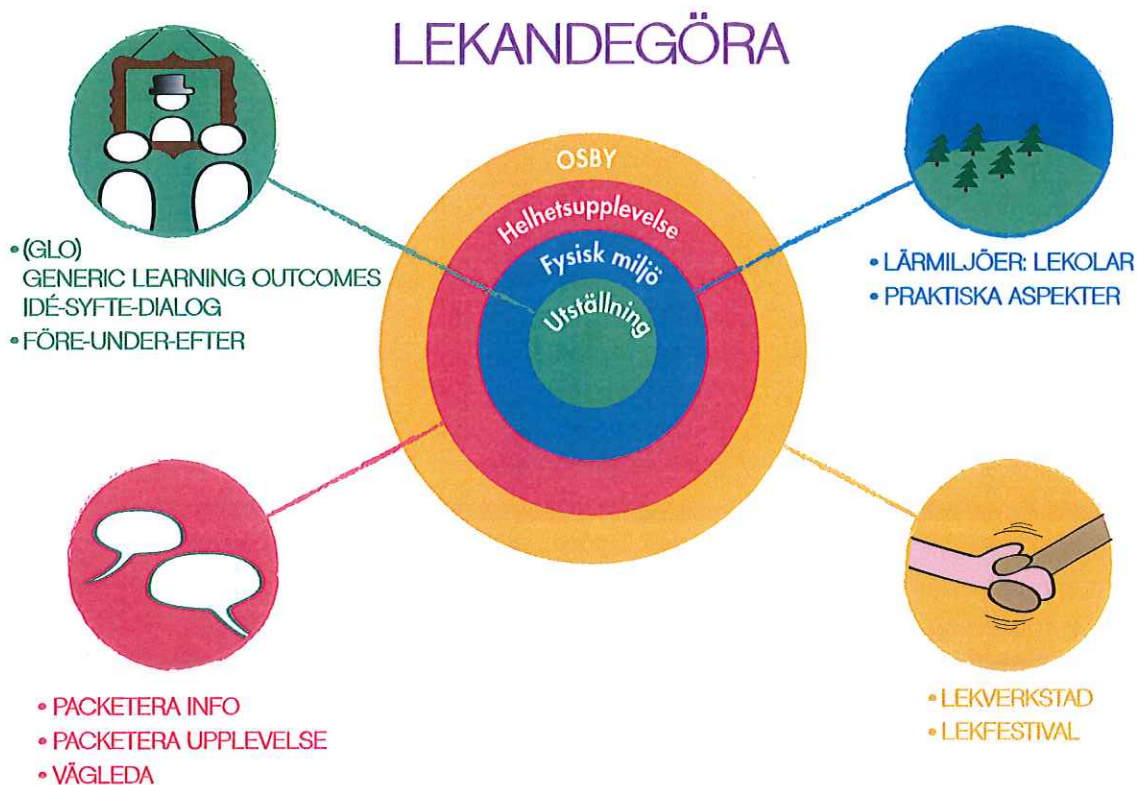 LEKANDEGÖRA
OSBY
Helhetsupplevelse
Fysisk miljö
Utställning
• (GLO)
GENERIC LEARNING OUTCOMES
IDÉ-SYFTE-DIALOG
• FÖRE-UNDER-EFTER
• LÄRMILJÖER: LEKOLAR
• PRAKTISKA ASPEKTER
• PACKETERA INFO
• PACKETERA UPPLEVELSE
• VÄGLEDA
• LEKVERKSTAD
• LEKFESTIVAL